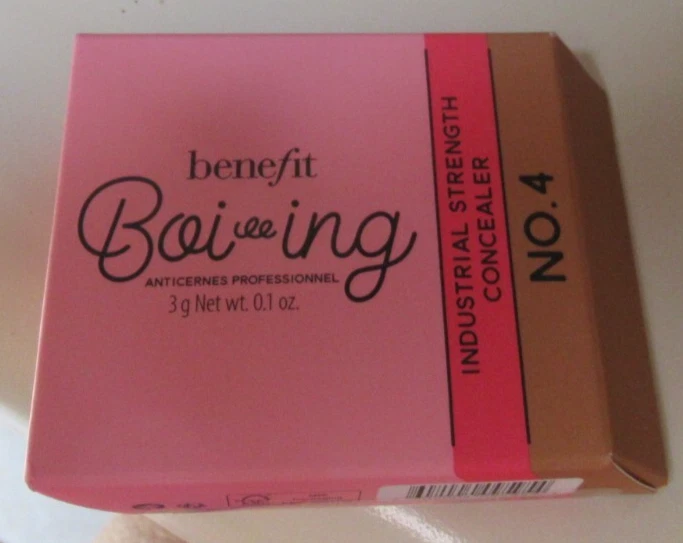 benefit
Boi ing
ANTICERNES PROFESSIONNEL
3 g Net wt. 0.1 oz.
INDUSTRIAL STRENGTH
CONCEALER
NO. 4